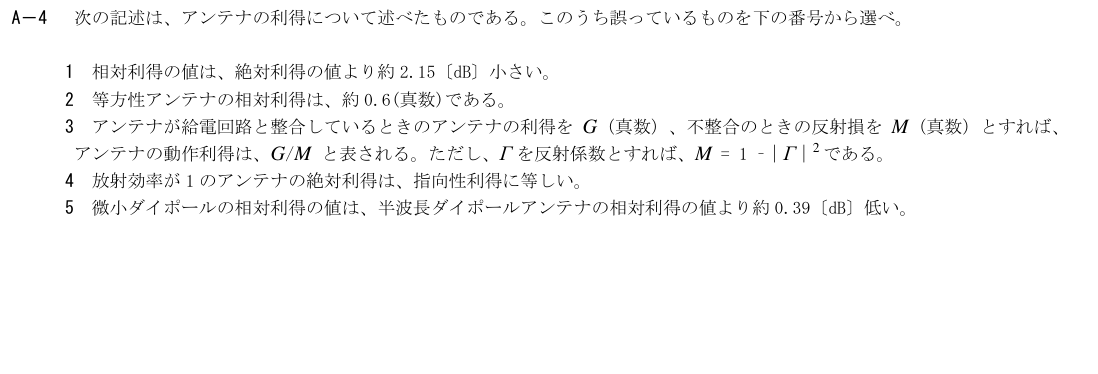 A－4 次の記述は、アンテナの利得について述べたものである。このうち誤っているものを下の番号から選べ。
1 相対利得の値は、絶対利得の値より約 2.15〔dB〕小さい。
2 等方性アンテナの相対利得は、約 0.6(真数)である。
3 アンテナが給電回路と整合しているときのアンテナの利得を G (真数) 、不整合のときの反射損を M (真数) とすれば、
アンテナの動作利得は、G/M と表される。ただし、Γ を反射係数とすれば、M = 1 - | Γ | ² である。
4 放射効率が 1 のアンテナの絶対利得は、指向性利得に等しい。
5 微小ダイポールの相対利得の値は、半波長ダイポールアンテナの相対利得の値より約 0.39〔dB〕低い。